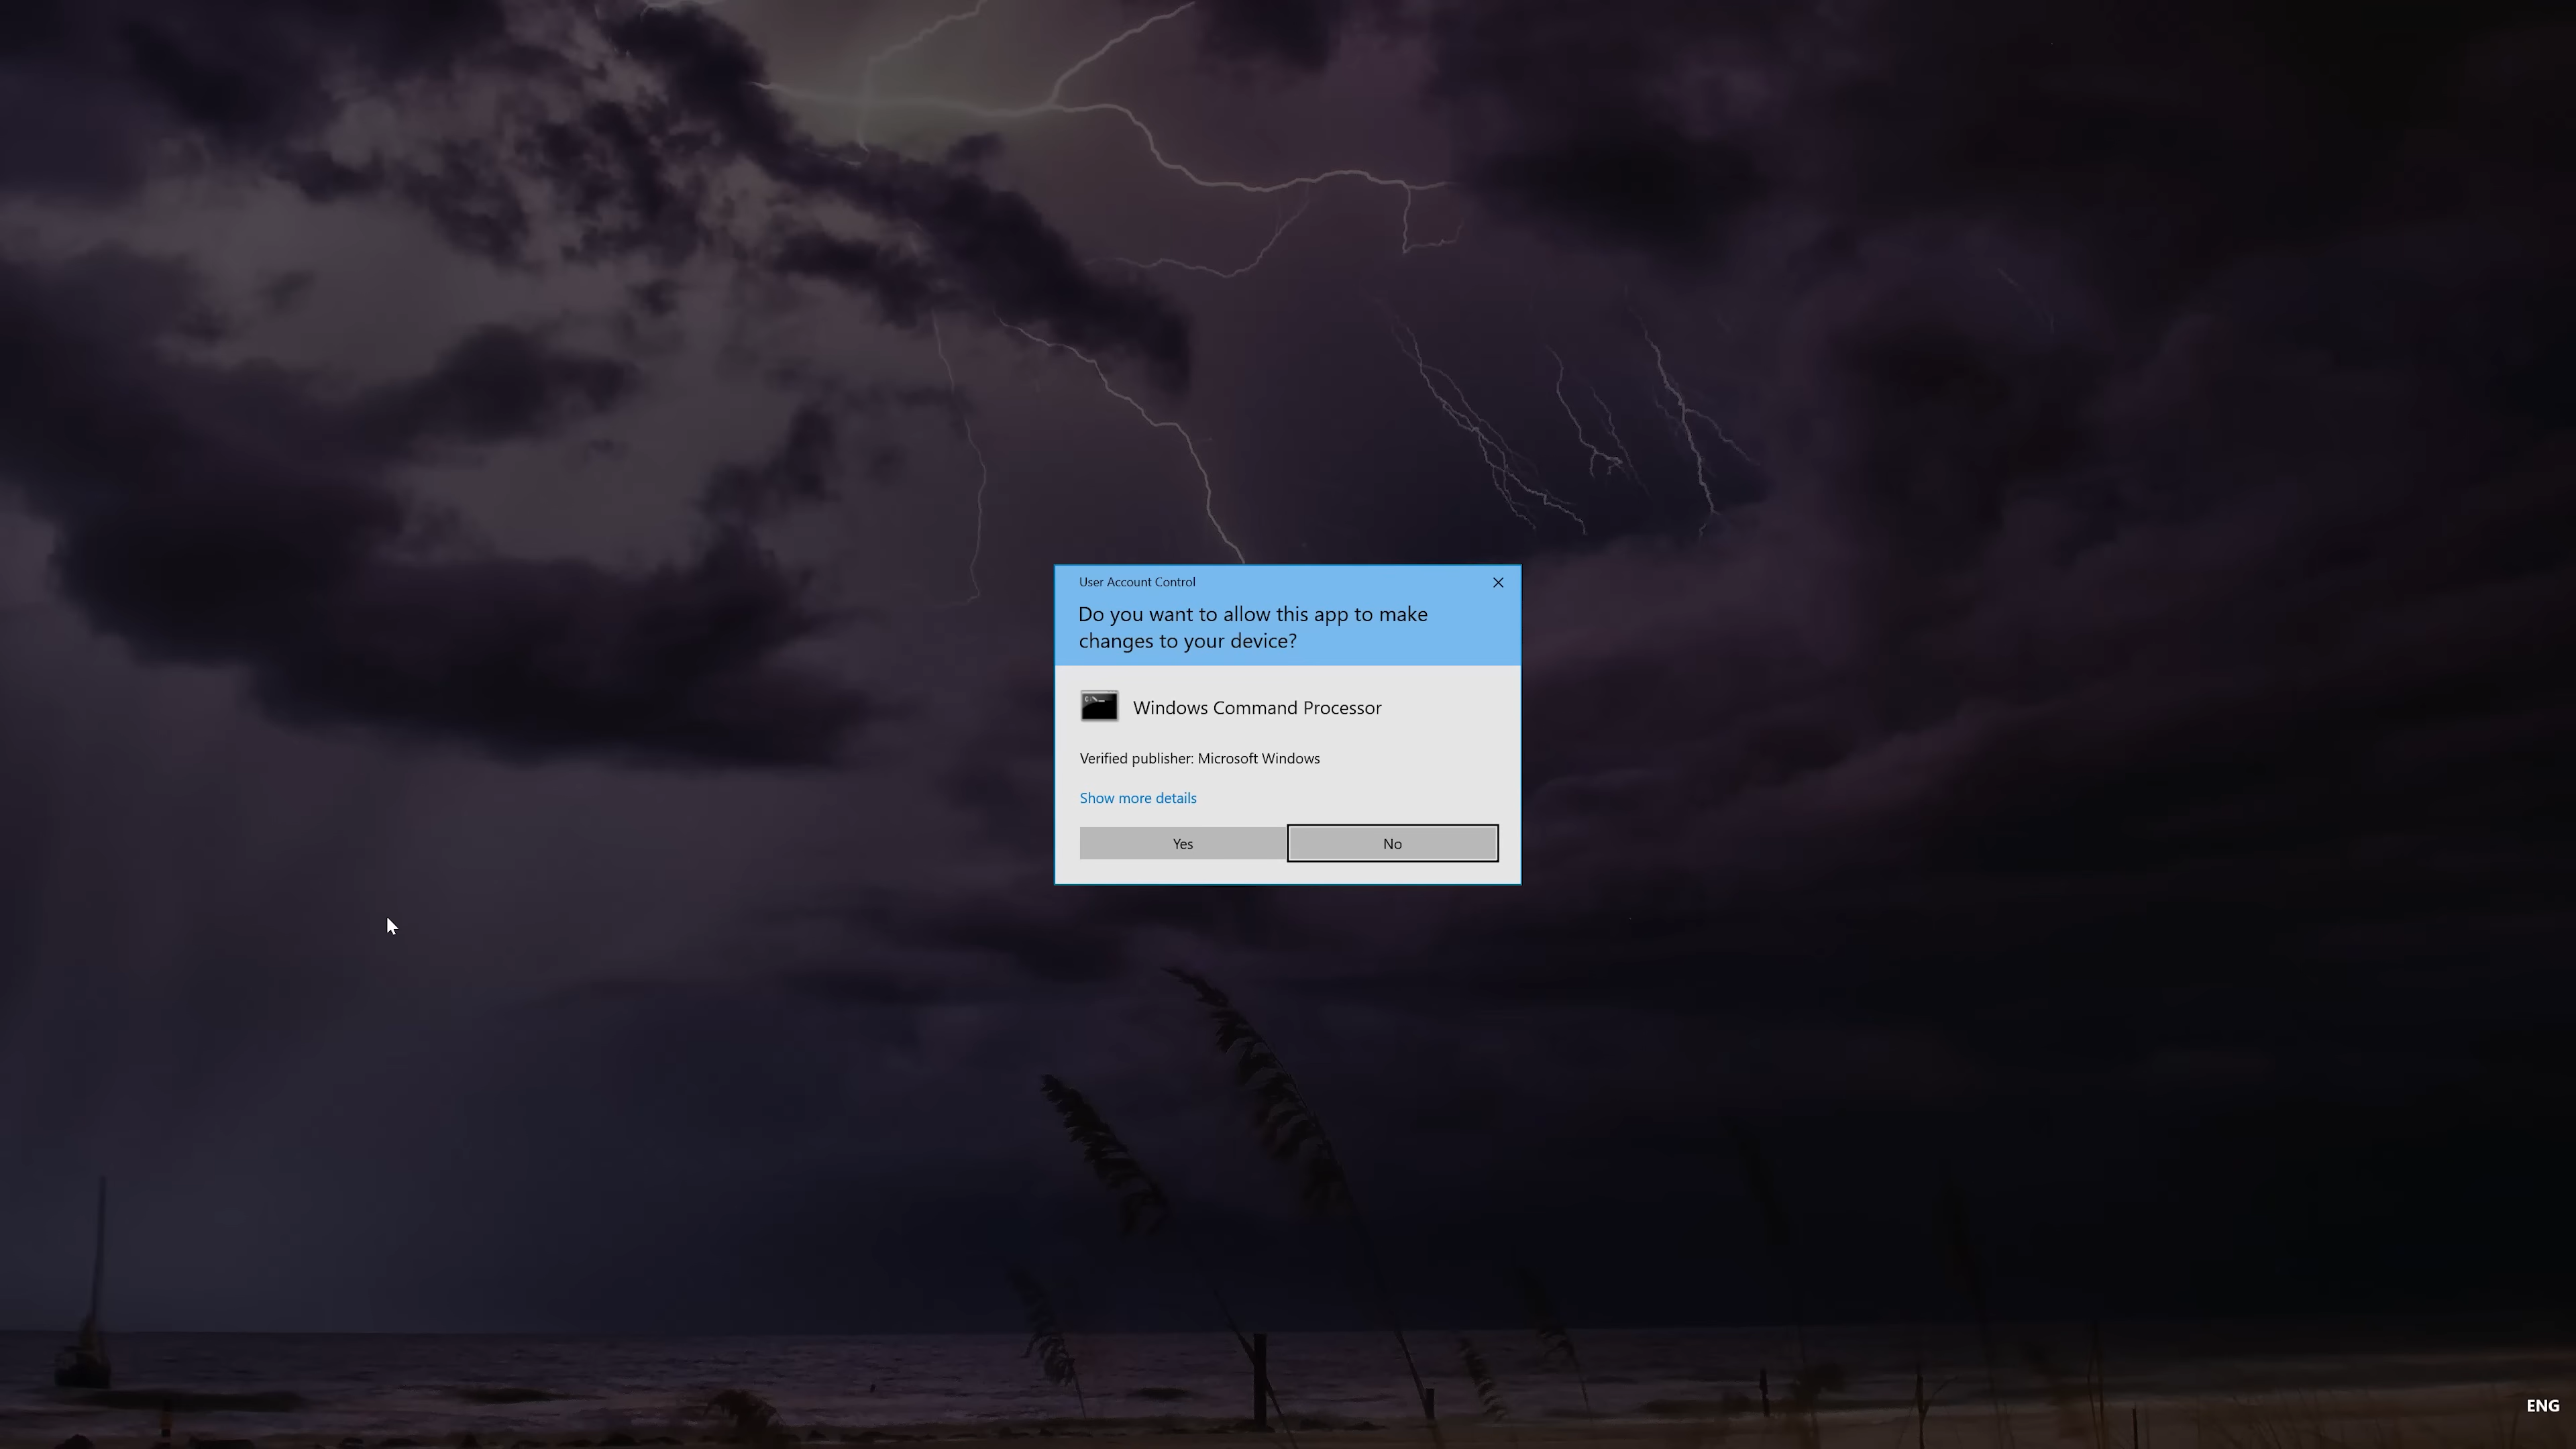 User Account Control
Do you want to allow this app to make
changes to your device?
Windows Command Processor
Verified publisher: Microsoft Windows
Show more details
Yes
No
ENG